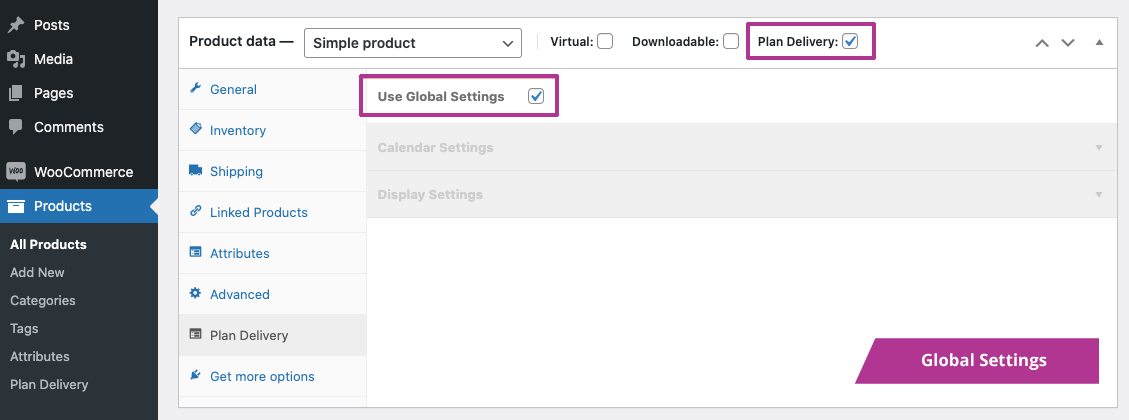 Posts
Media
Pages
Comments
WooCommerce
Products
All Products
Add New
Categories
Tags
Attributes
Plan Delivery
Product data — Simple product Virtual: Downloadable: Plan Delivery:
General
Inventory
Shipping
Linked Products
Attributes
Advanced
Plan Delivery
Get more options
Use Global Settings
Calendar Settings
Display Settings
Global Settings